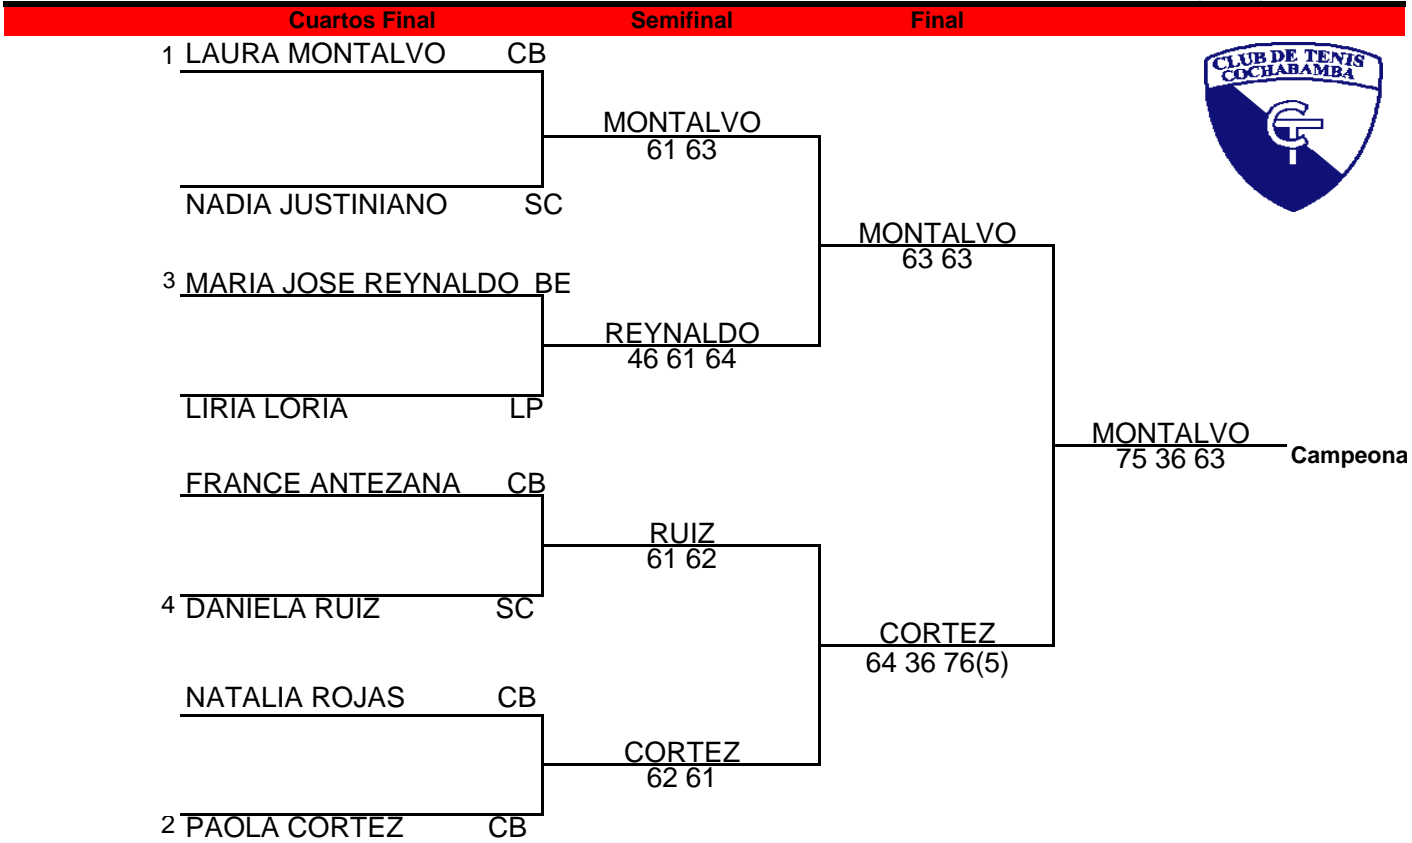 Cuartos Final Semifinal Final
1 LAURA MONTALVO CB
CLUB DE TENIS
COCHABAMBA
CT
MONTALVO
61 63
NADIA JUSTINIANO SC
MONTALVO
63 63
3 MARIA JOSE REYNALDO BE
REYNALDO
46 61 64
LIRIA LORIA LP
MONTALVO
75 36 63
Campeona
FRANCE ANTEZANA CB
RUIZ
61 62
4 DANIELA RUIZ SC
CORTEZ
64 36 76(5)
NATALIA ROJAS CB
CORTEZ
62 61
2 PAOLA CORTEZ CB